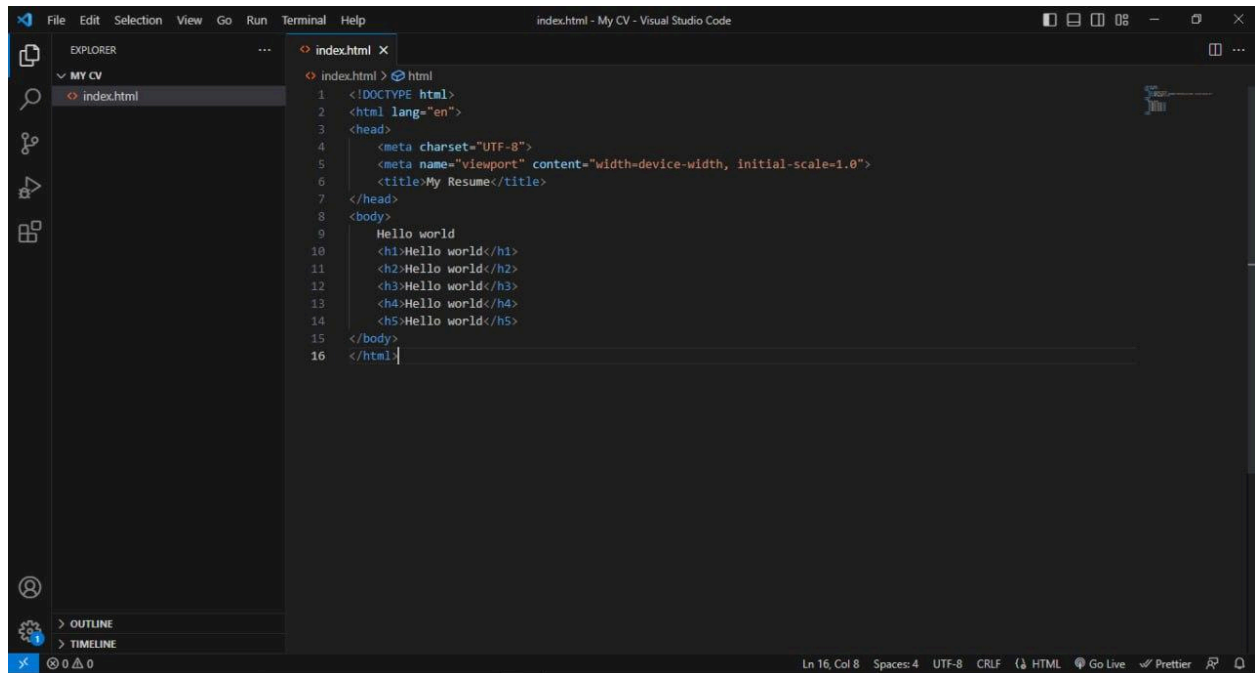 File Edit Selection View Go Run Terminal Help
index.html - My CV - Visual Studio Code
EXPLORER
MY CV
index.html
OUTLINE
TIMELINE
index.html
index.html > html
1 <!DOCTYPE html>
2 <html lang="en">
3 <head>
4     <meta charset="UTF-8">
5     <meta name="viewport" content="width=device-width, initial-scale=1.0">
6     <title>My Resume</title>
7 </head>
8 <body>
9     Hello world
10     <h1>Hello world</h1>
11     <h2>Hello world</h2>
12     <h3>Hello world</h3>
13     <h4>Hello world</h4>
14     <h5>Hello world</h5>
15 </body>
16 </html>
1
0 0
Ln 16, Col 8 Spaces: 4 UTF-8 CRLF HTML Go Live Prettier